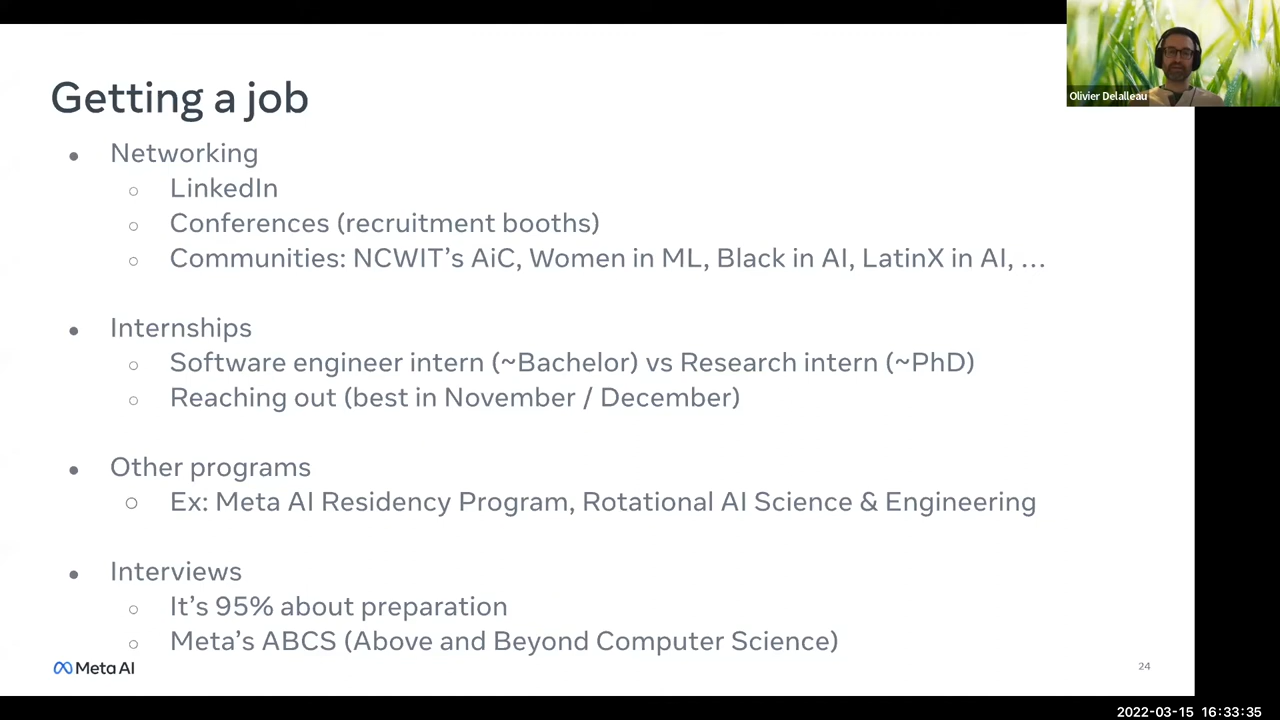 Getting a job
Olivier Delalleau
● Networking
○ LinkedIn
○ Conferences (recruitment booths)
○ Communities: NCWIT’s AiC, Women in ML, Black in AI, LatinX in AI, …
● Internships
○ Software engineer intern (~Bachelor) vs Research intern (~PhD)
○ Reaching out (best in November / December)
● Other programs
○ Ex: Meta AI Residency Program, Rotational AI Science & Engineering
● Interviews
○ It’s 95% about preparation
○ Meta’s ABCS (Above and Beyond Computer Science)
Meta AI
24
2022-03-15 16:33:35